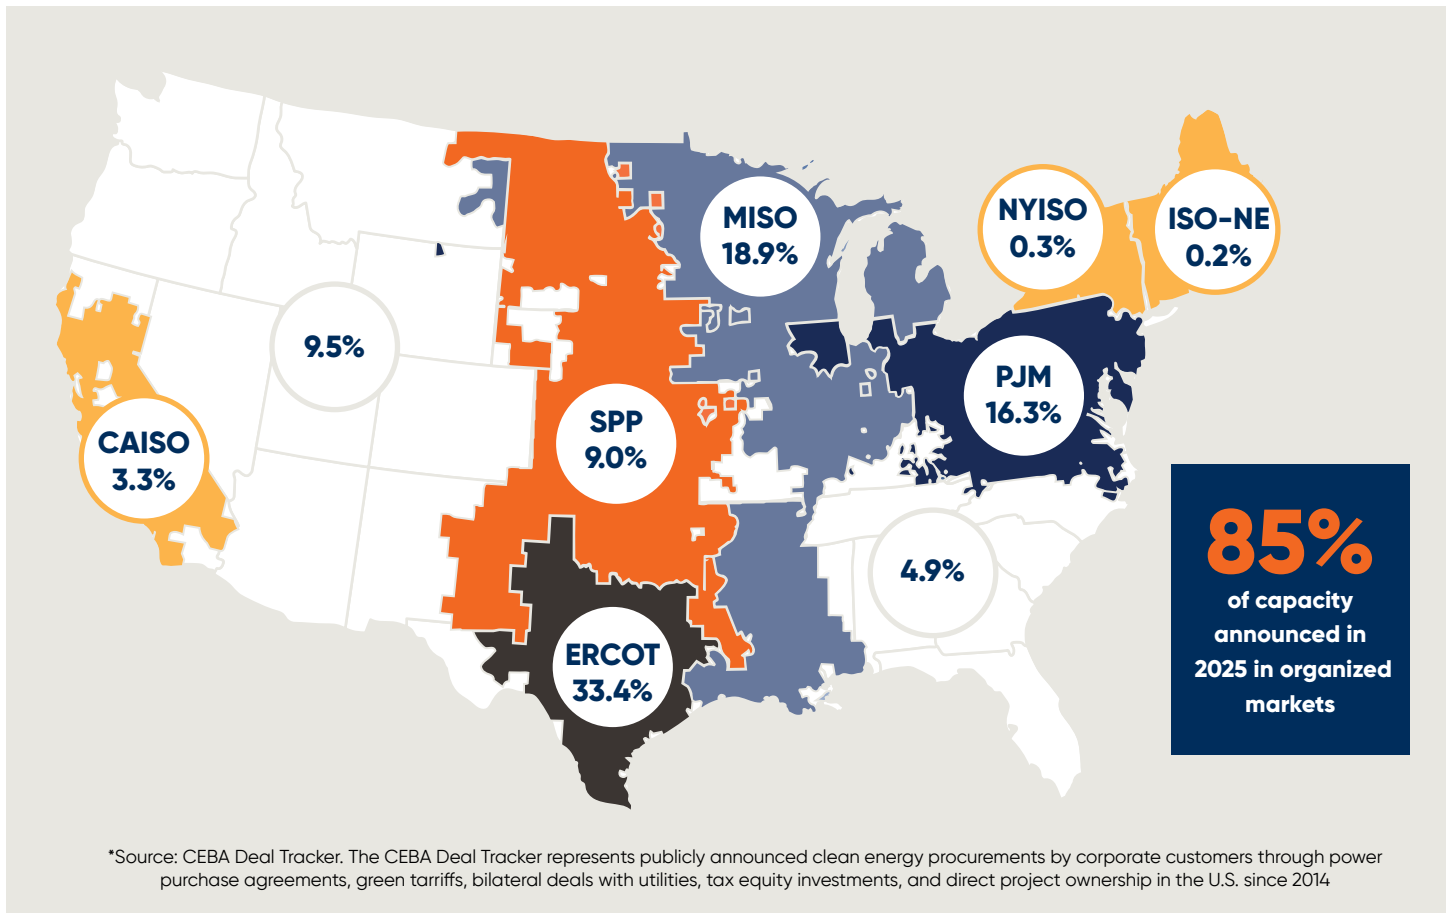 NYISO
0.3%
ISO-NE
0.2%
MISO
18.9%
9.5%
PJM
16.3%
SPP
9.0%
CAISO
3.3%
4.9%
ERCOT
33.4%
85%
of capacity
announced in
2025 in organized
markets
*Source: CEBA Deal Tracker. The CEBA Deal Tracker represents publicly announced clean energy procurements by corporate customers through power
purchase agreements, green tarriffs, bilateral deals with utilities, tax equity investments, and direct project ownership in the U.S. since 2014